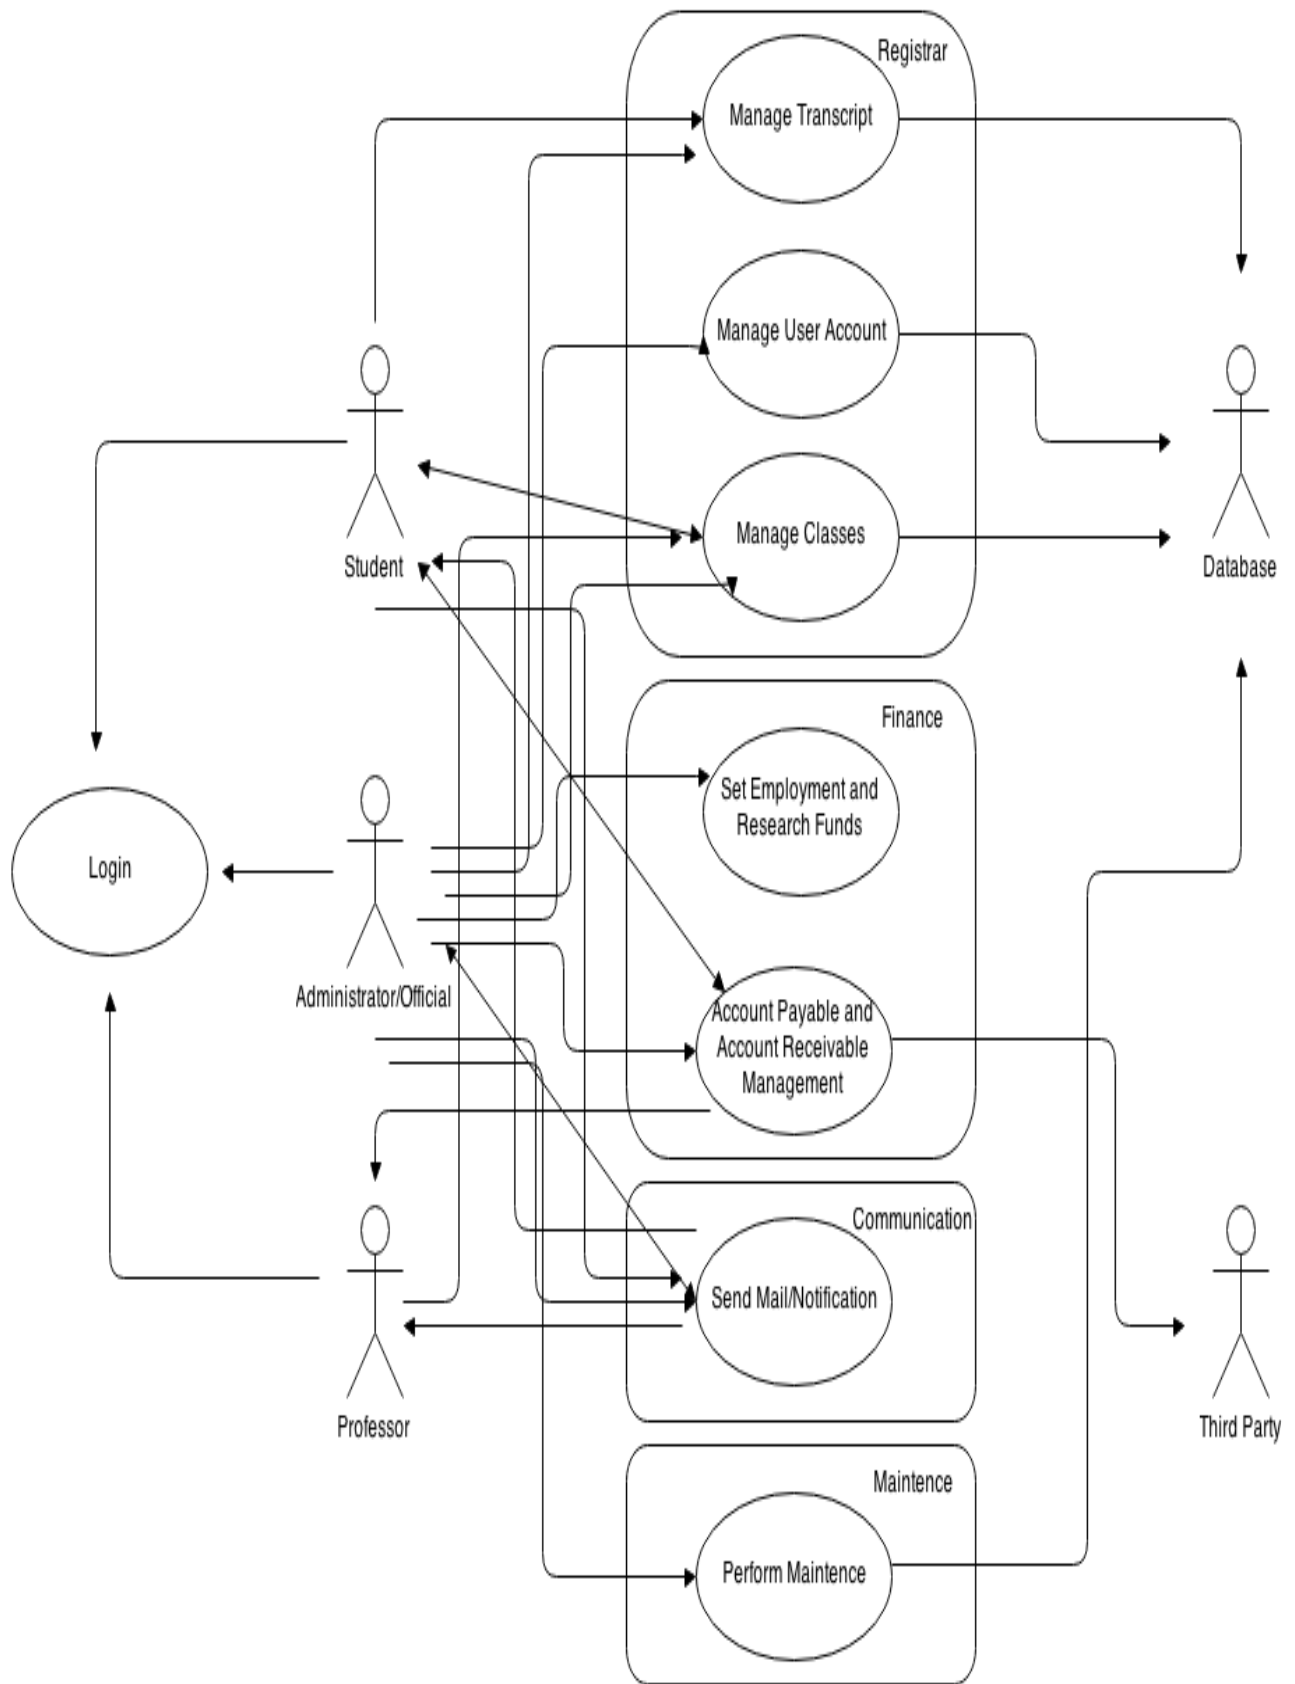 Registrar
Manage Transcript
Manage User Account
Manage Classes
Student
Database
Finance
Set Employment and
Research Funds
Login
Administrator/Official
Account Payable and
Account Receivable
Management
Communication
Send Mail/Notification
Professor
Third Party
Maintence
Perform Maintence